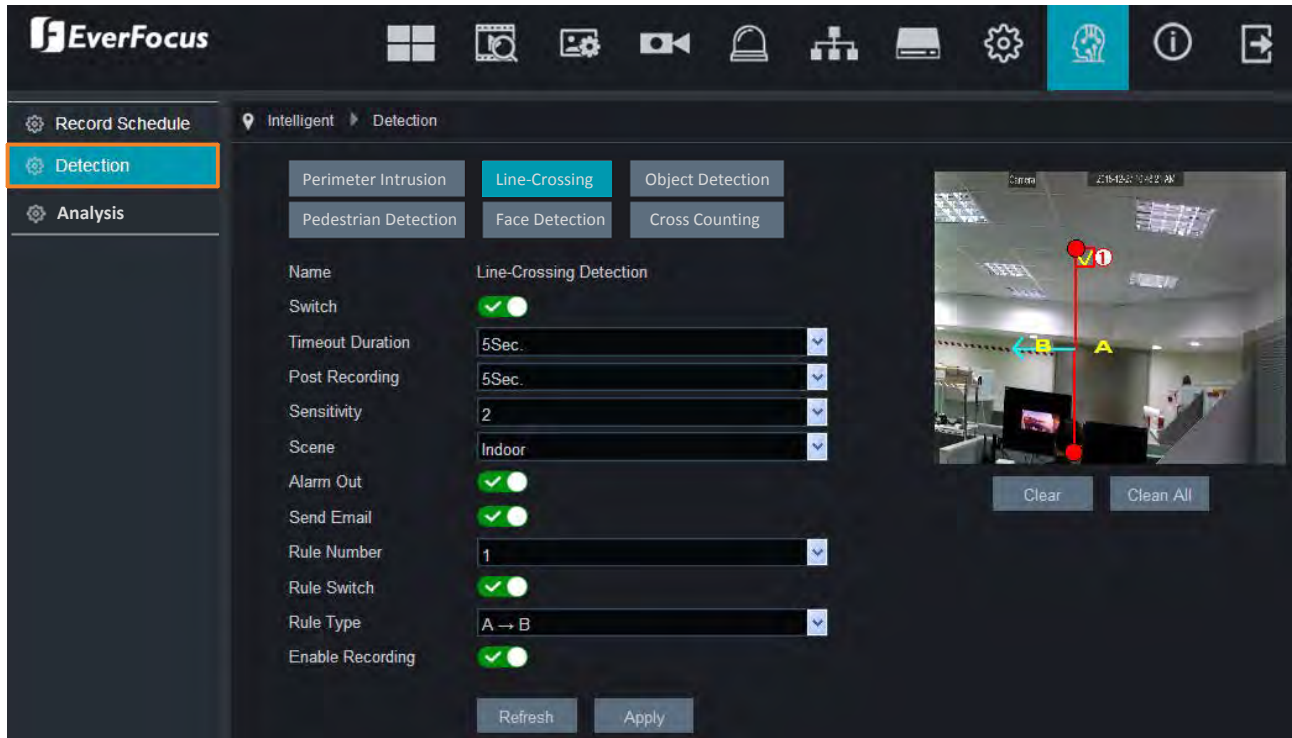 EverFocus
Record Schedule
Detection
Analysis
Intelligent Detection
Perimeter Intrusion Line-Crossing Object Detection
Pedestrian Detection Face Detection Cross Counting
Name Line-Crossing Detection
Switch
Timeout Duration 5Sec.
Post Recording 5Sec.
Sensitivity 2
Scene Indoor
Alarm Out
Send Email
Rule Number 1
Rule Switch
Rule Type A → B
Enable Recording
Refresh Apply
Camera
1
B A
Clear Clean All